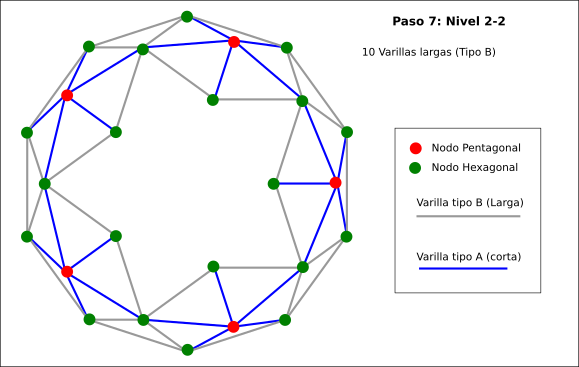 Paso 7: Nivel 2-2
10 Varillas largas (Tipo B)
Nodo Pentagonal
Nodo Hexagonal
Varilla tipo B (Larga)
Varilla tipo A (corta)